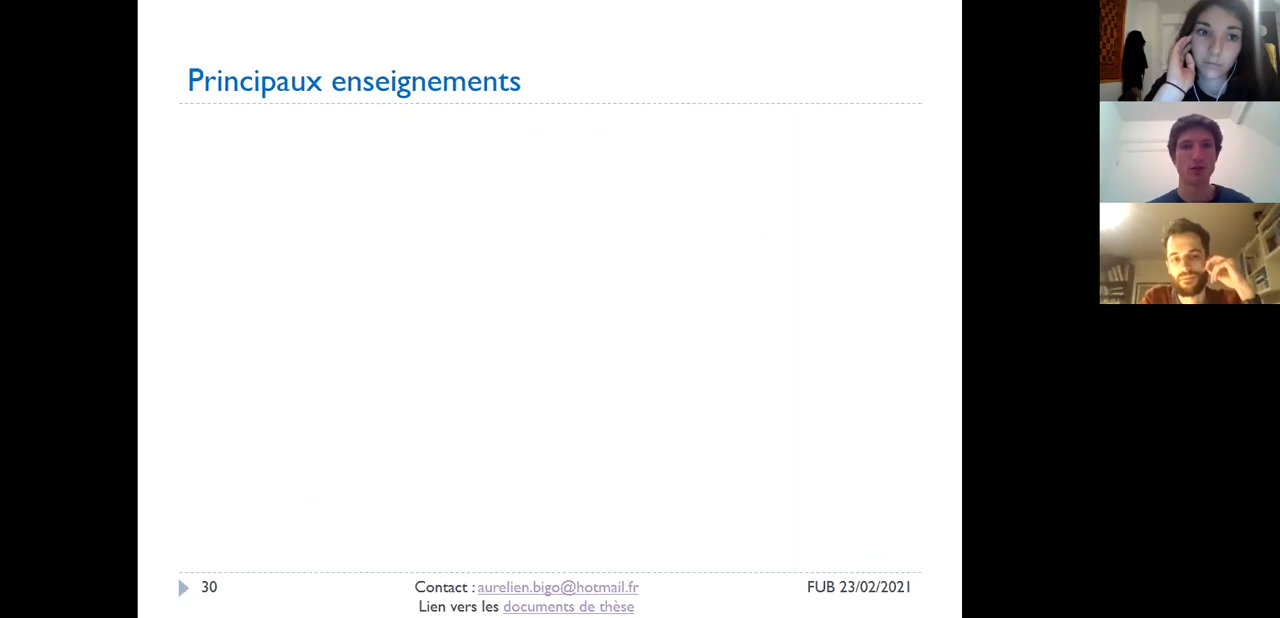 Principaux enseignements
30
Contact : aurelien.bigo@hotmail.fr
Lien vers les documents de thèse
FUB 23/02/2021